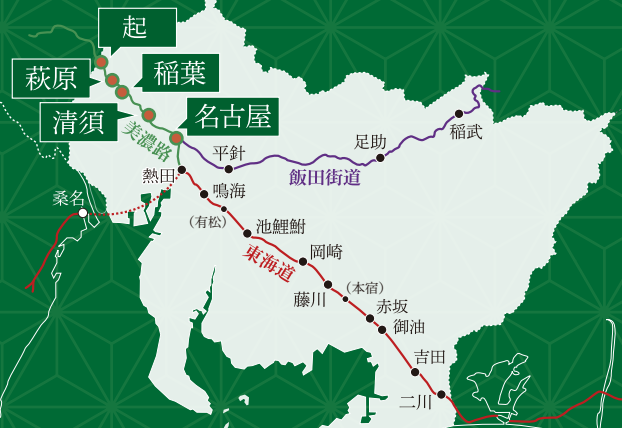 起
萩原
稲葉
清須
名古屋
美濃路
稲武
足助
平針
飯田街道
熱田
桑名
鳴海
（有松）
池鯉鮒
東海道
岡崎
（本宿）
藤川
赤坂
御油
吉田
二川